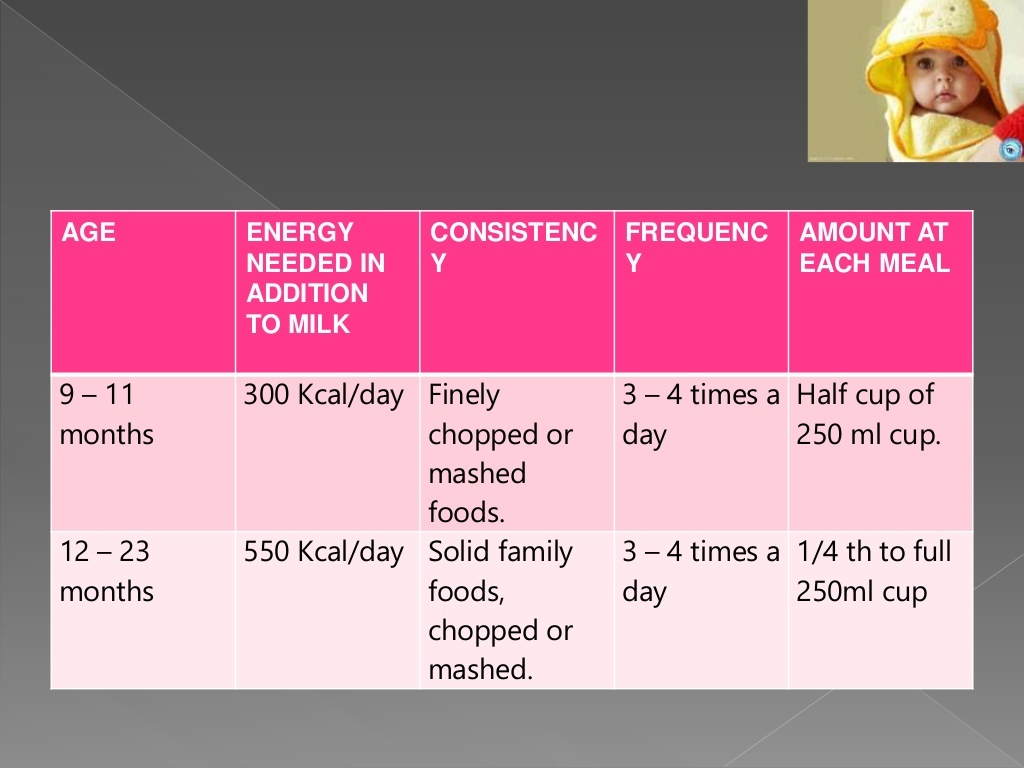 AGE
ENERGY
NEEDED IN
ADDITION
TO MILK
CONSISTENC
Y
FREQUENC
Y
AMOUNT AT
EACH MEAL
9 – 11
months
300 Kcal/day
Finely
chopped or
mashed
foods.
3 – 4 times a
day
Half cup of
250 ml cup.
12 – 23
months
550 Kcal/day
Solid family
foods,
chopped or
mashed.
3 – 4 times a
day
1/4 th to full
250ml cup